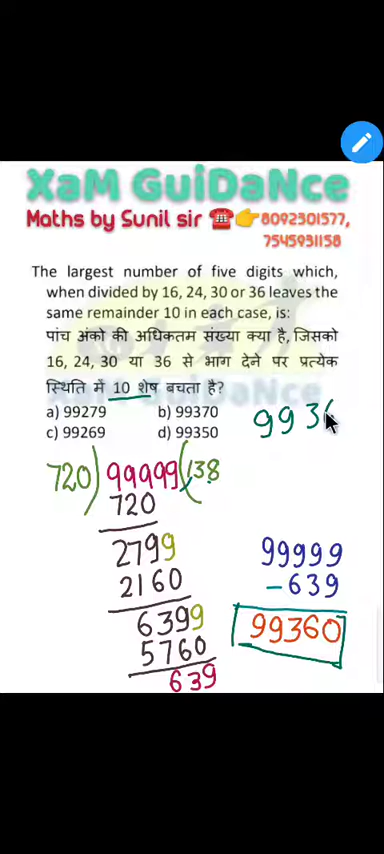 XaM GuiDaNce
Maths by Sunil sir ☎️👉8092301577,
7545931158
The largest number of five digits which,
when divided by 16, 24, 30 or 36 leaves the
same remainder 10 in each case, is:
पांच अंको की अधिकतम संख्या क्या है, जिसको
16, 24, 30 या 36 से भाग देने पर प्रत्येक
स्थिति में 10 शेष बचता है?
a) 99279 b) 99370
c) 99269 d) 99350
9936
720)99999(138
720
2799
2160
6399
5760
639
99999
-639
99360